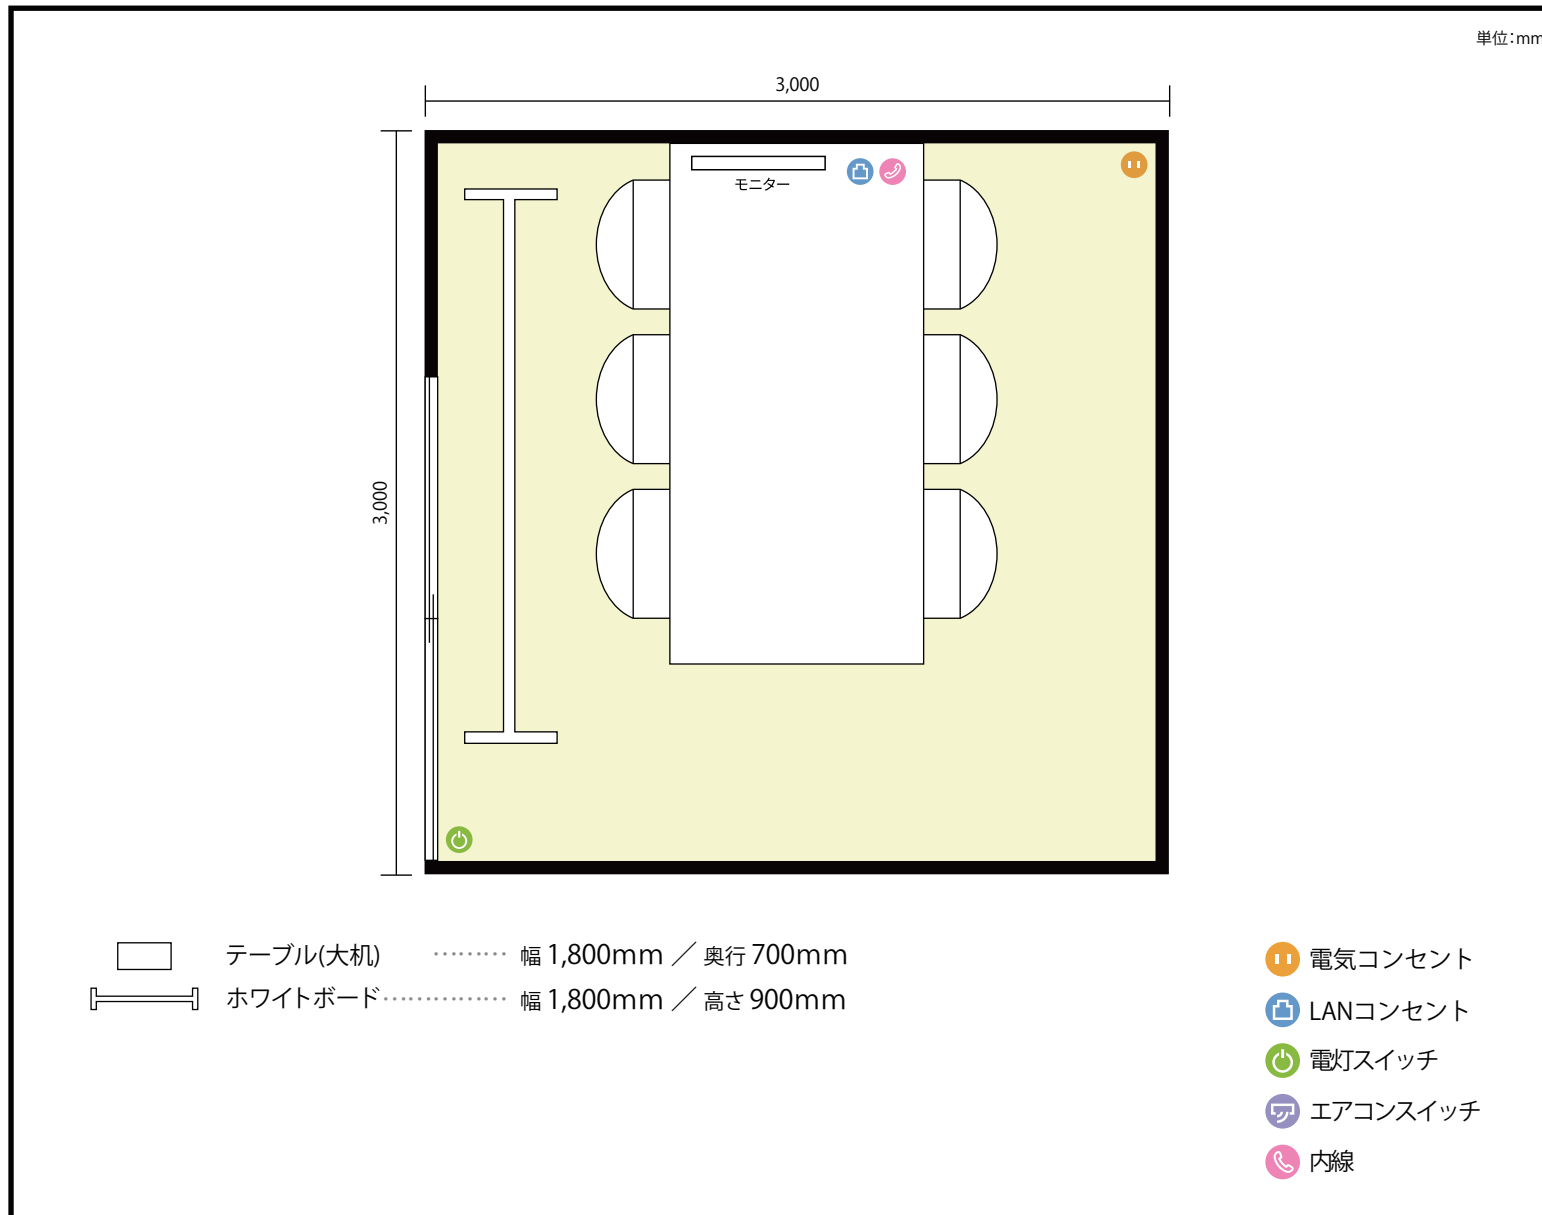 単位：mm
3,000
モニター
3,000
テーブル(大机) ‥‥‥‥ 幅 1,800mm ／ 奥行 700mm
ホワイトボード‥‥‥‥‥‥‥ 幅 1,800mm ／ 高さ 900mm
電気コンセント
LANコンセント
電灯スイッチ
エアコンスイッチ
内線